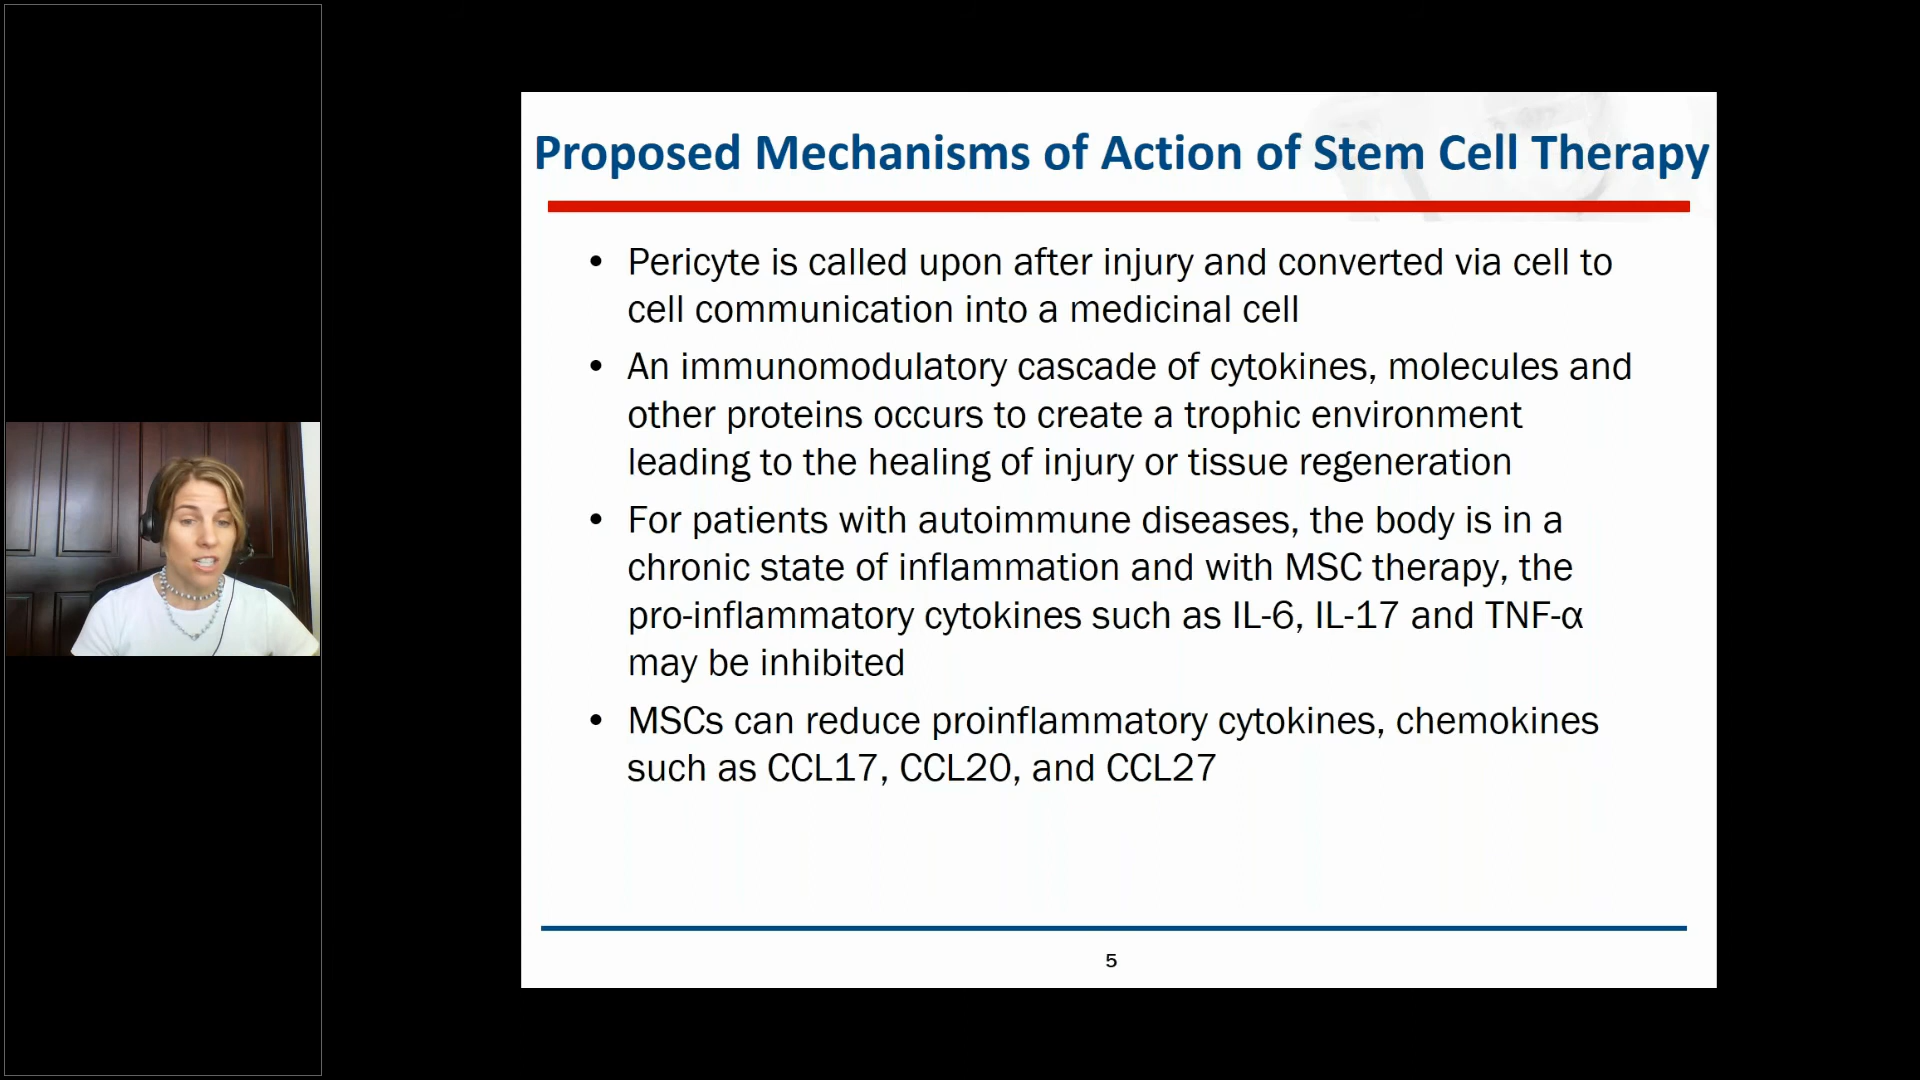 Proposed Mechanisms of Action of Stem Cell Therapy
• Pericyte is called upon after injury and converted via cell to
cell communication into a medicinal cell
• An immunomodulatory cascade of cytokines, molecules and
other proteins occurs to create a trophic environment
leading to the healing of injury or tissue regeneration
• For patients with autoimmune diseases, the body is in a
chronic state of inflammation and with MSC therapy, the
pro-inflammatory cytokines such as IL-6, IL-17 and TNF-α
may be inhibited
• MSCs can reduce proinflammatory cytokines, chemokines
such as CCL17, CCL20, and CCL27
5